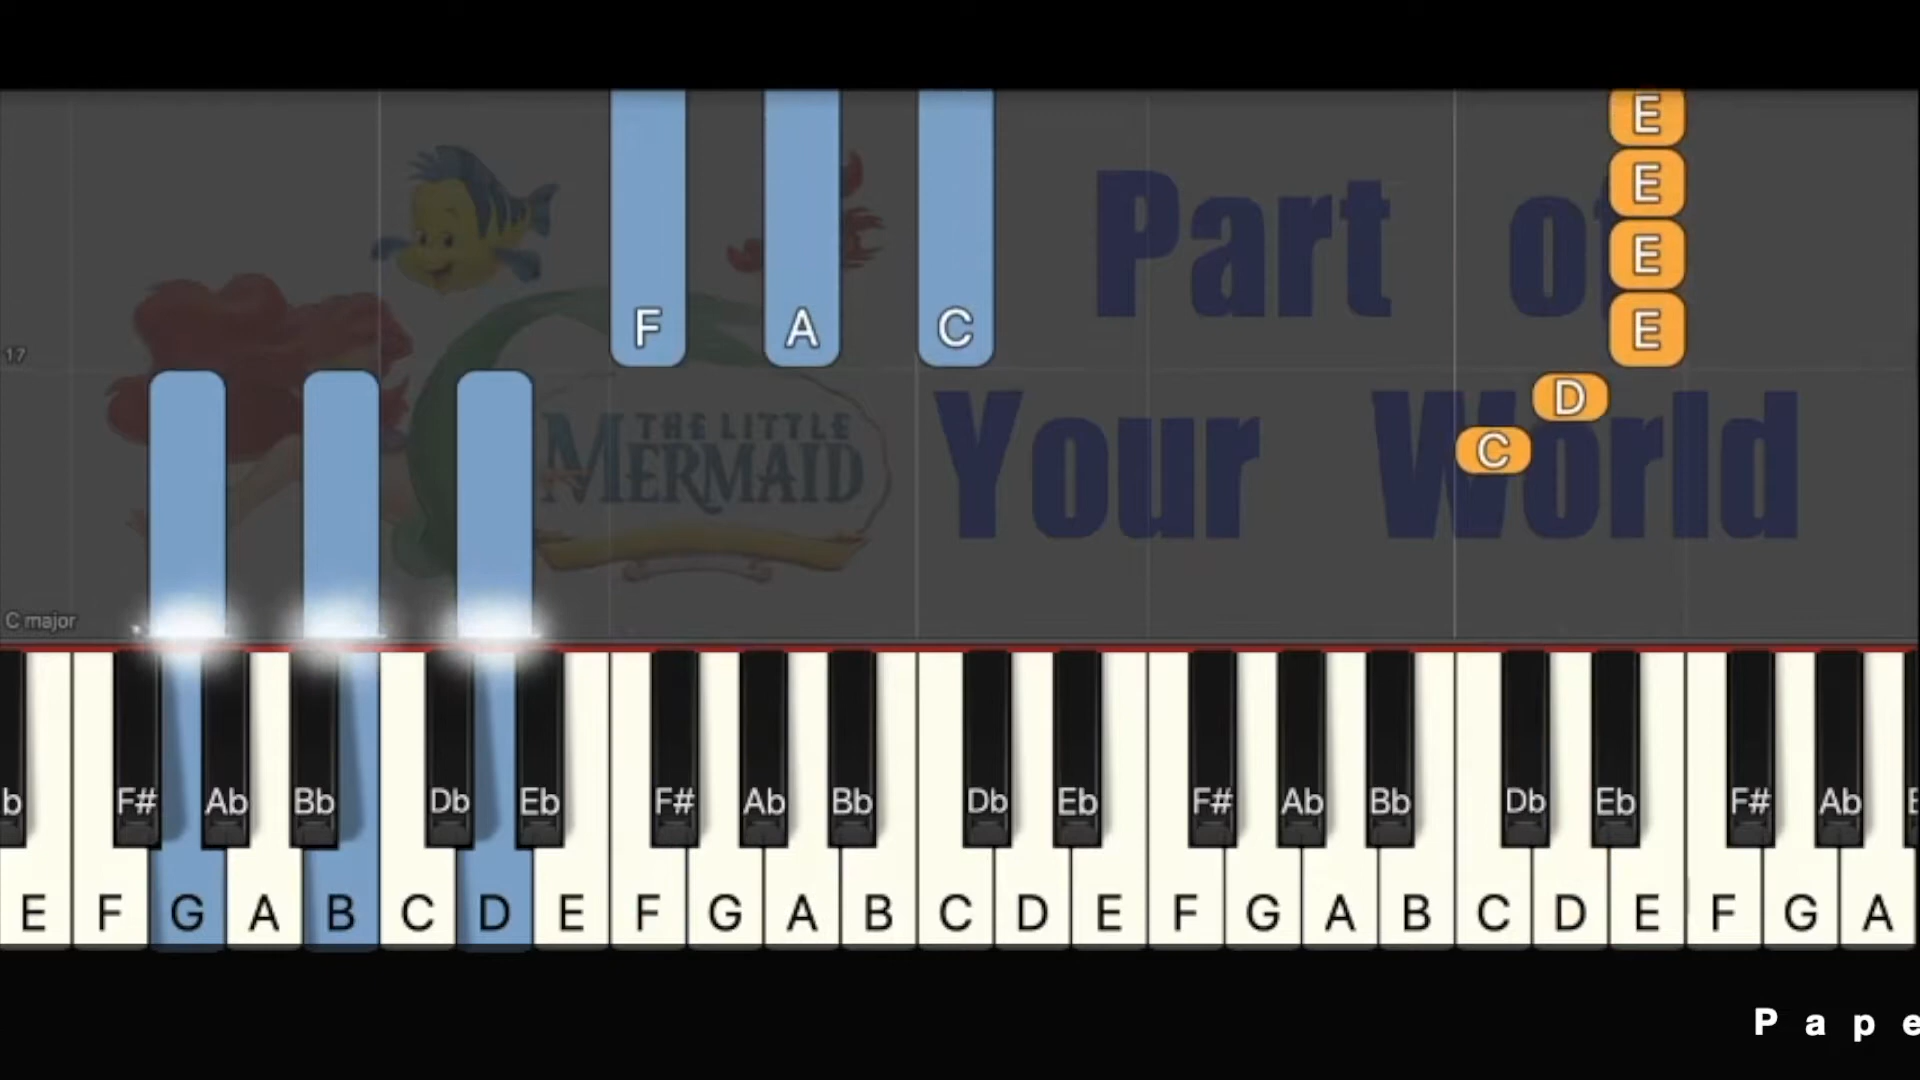 E
E
E
F A C E
Part of
17
D
THE LITTLE
MERMAID
Your World
C
C major
b F# Ab Bb Db Eb F# Ab Bb Db Eb F# Ab Bb Db Eb F# Ab
E F G A B C D E F G A B C D E F G A B C D E F G A
P a p e